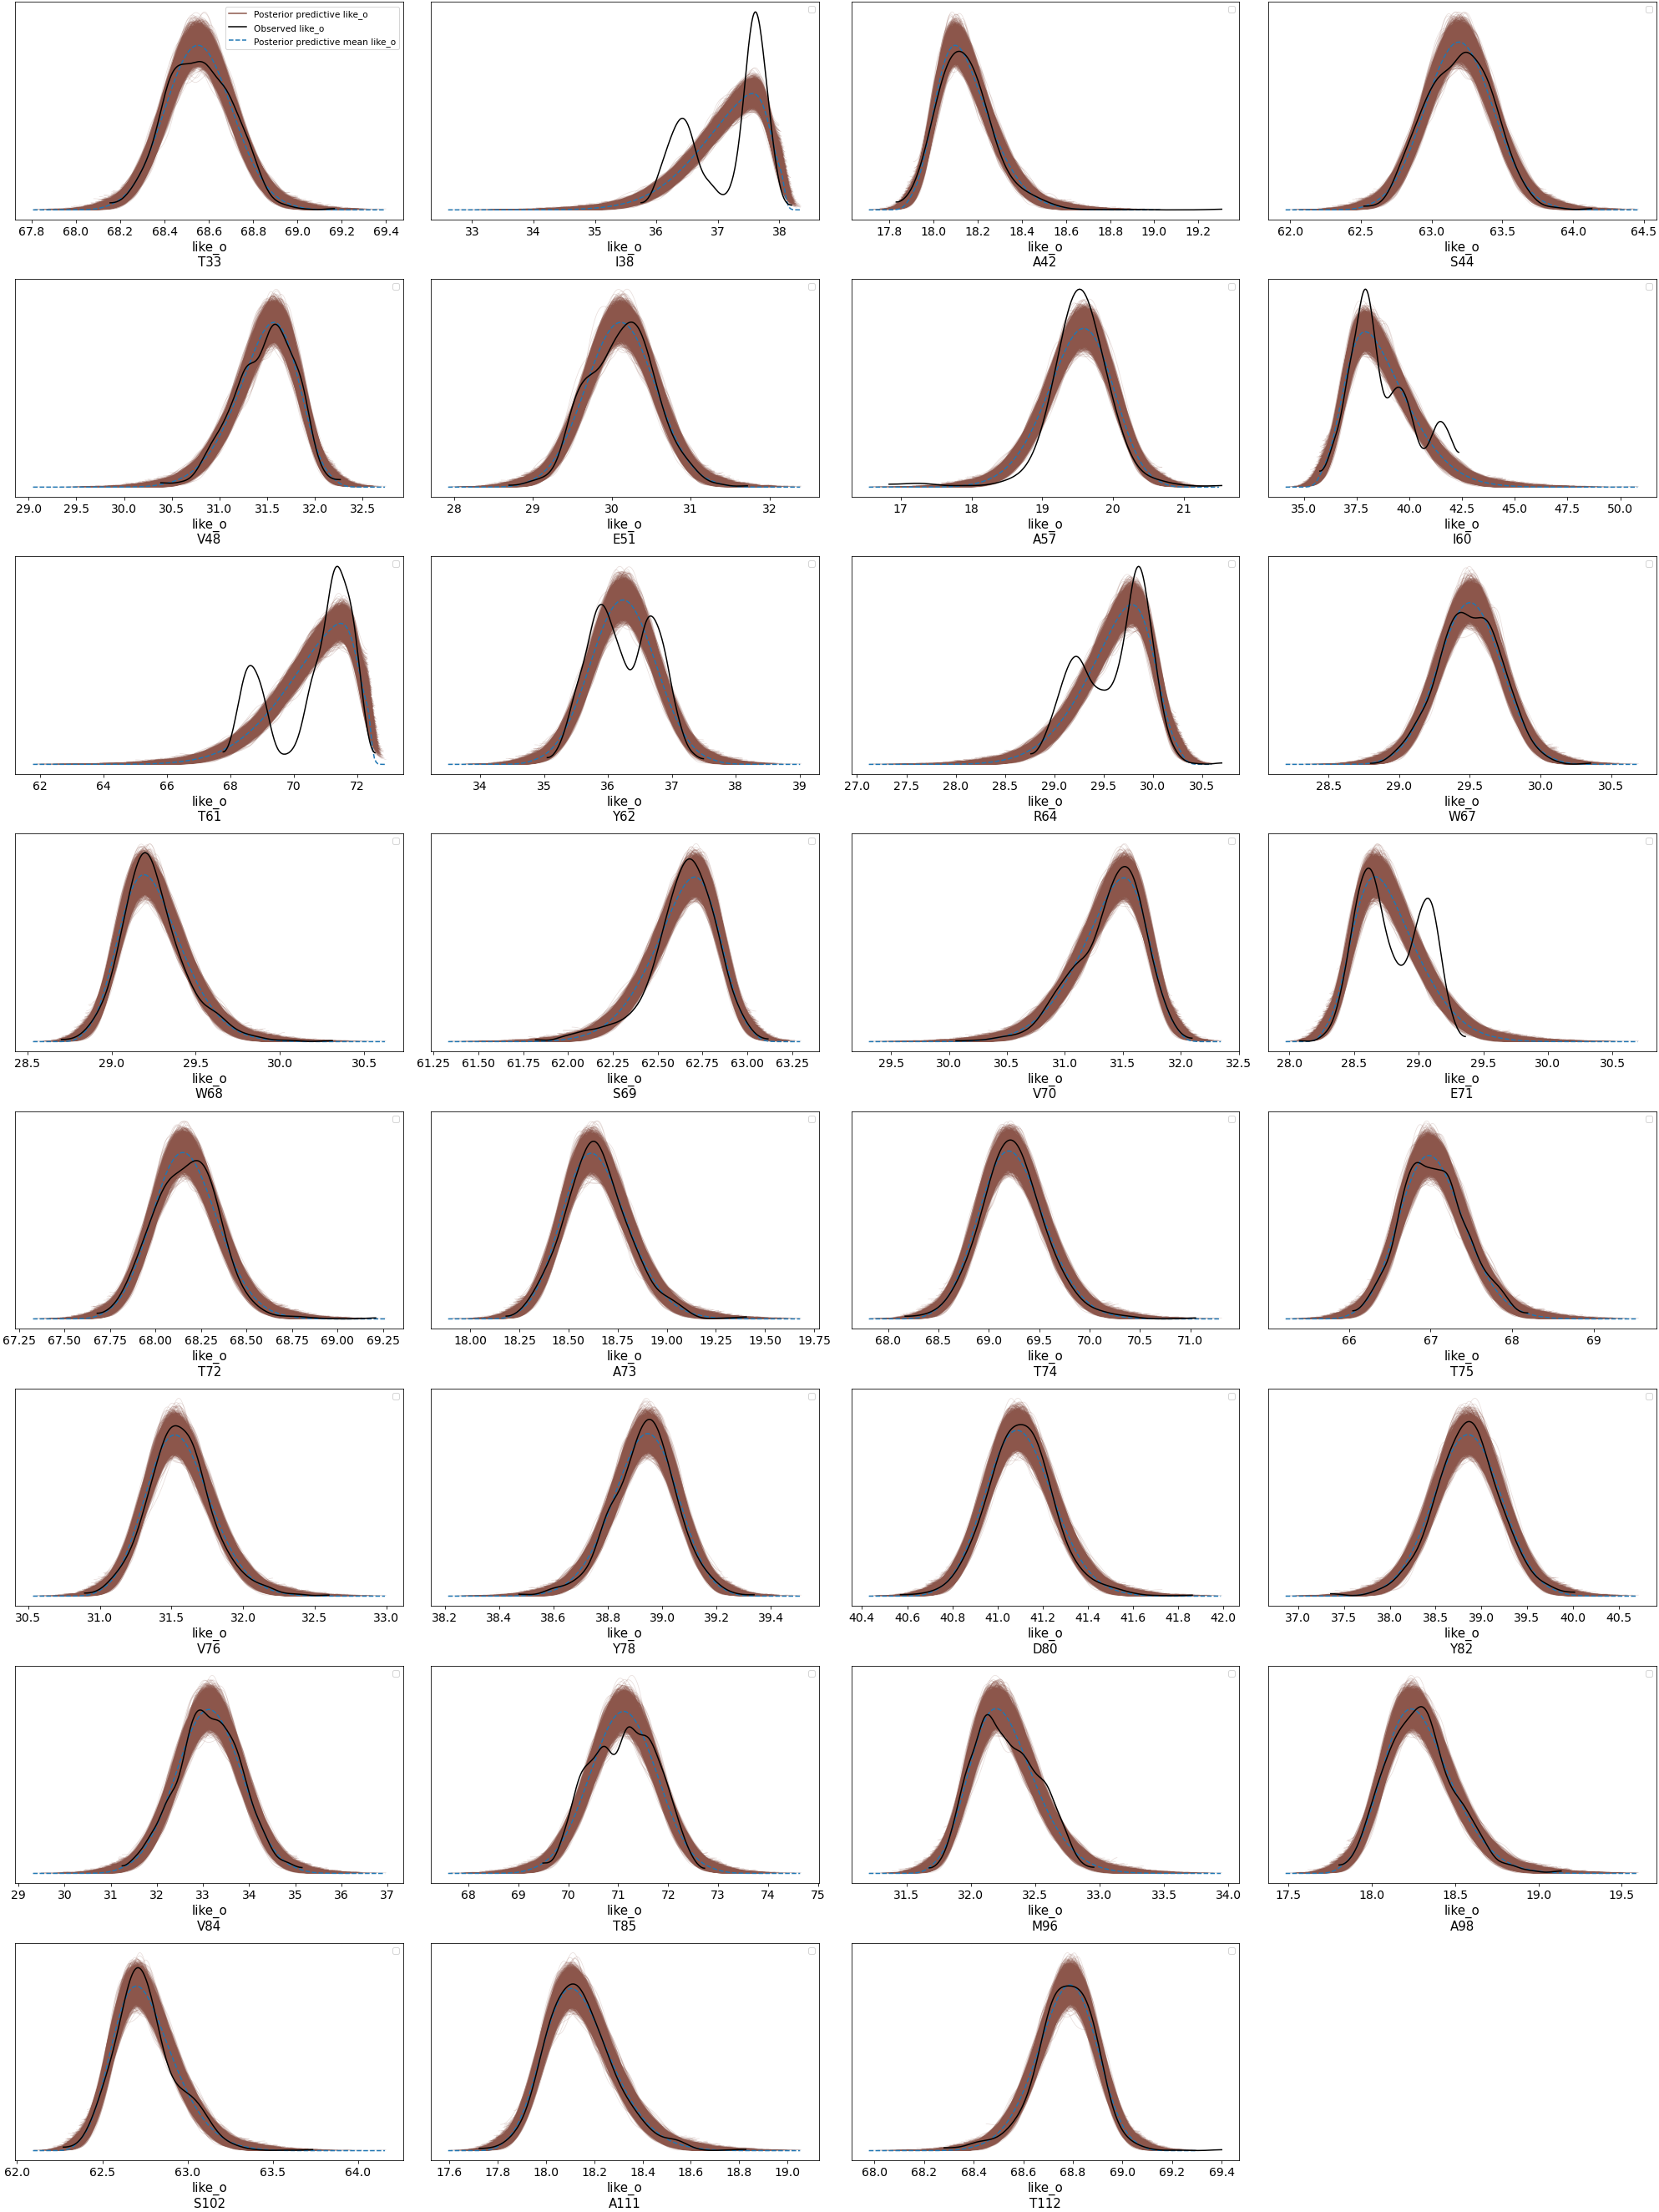 Posterior predictive like_o
Observed like_o
Posterior predictive mean like_o
67.8 68.0 68.2 68.4 68.6 68.8 69.0 69.2 69.4
like_o
T33
33 34 35 36 37 38
like_o
I38
17.8 18.0 18.2 18.4 18.6 18.8 19.0 19.2
like_o
A42
62.0 62.5 63.0 63.5 64.0 64.5
like_o
S44
29.0 29.5 30.0 30.5 31.0 31.5 32.0 32.5
like_o
V48
28 29 30 31 32
like_o
E51
17 18 19 20 21
like_o
A57
35.0 37.5 40.0 42.5 45.0 47.5 50.0
like_o
I60
62 64 66 68 70 72
like_o
T61
34 35 36 37 38 39
like_o
Y62
27.0 27.5 28.0 28.5 29.0 29.5 30.0 30.5
like_o
R64
28.5 29.0 29.5 30.0 30.5
like_o
W67
28.5 29.0 29.5 30.0 30.5
like_o
W68
61.25 61.50 61.75 62.00 62.25 62.50 62.75 63.00 63.25
like_o
S69
29.5 30.0 30.5 31.0 31.5 32.0 32.5
like_o
V70
28.0 28.5 29.0 29.5 30.0 30.5
like_o
E71
67.25 67.50 67.75 68.00 68.25 68.50 68.75 69.00 69.25
like_o
T72
18.00 18.25 18.50 18.75 19.00 19.25 19.50 19.75
like_o
A73
68.0 68.5 69.0 69.5 70.0 70.5 71.0
like_o
T74
66 67 68 69
like_o
T75
30.5 31.0 31.5 32.0 32.5 33.0
like_o
V76
38.2 38.4 38.6 38.8 39.0 39.2 39.4
like_o
Y78
40.4 40.6 40.8 41.0 41.2 41.4 41.6 41.8 42.0
like_o
D80
37.0 37.5 38.0 38.5 39.0 39.5 40.0 40.5
like_o
Y82
29 30 31 32 33 34 35 36 37
like_o
V84
68 69 70 71 72 73 74 75
like_o
T85
31.5 32.0 32.5 33.0 33.5 34.0
like_o
M96
17.5 18.0 18.5 19.0 19.5
like_o
A98
62.0 62.5 63.0 63.5 64.0
like_o
S102
17.6 17.8 18.0 18.2 18.4 18.6 18.8 19.0
like_o
A111
68.0 68.2 68.4 68.6 68.8 69.0 69.2 69.4
like_o
T112